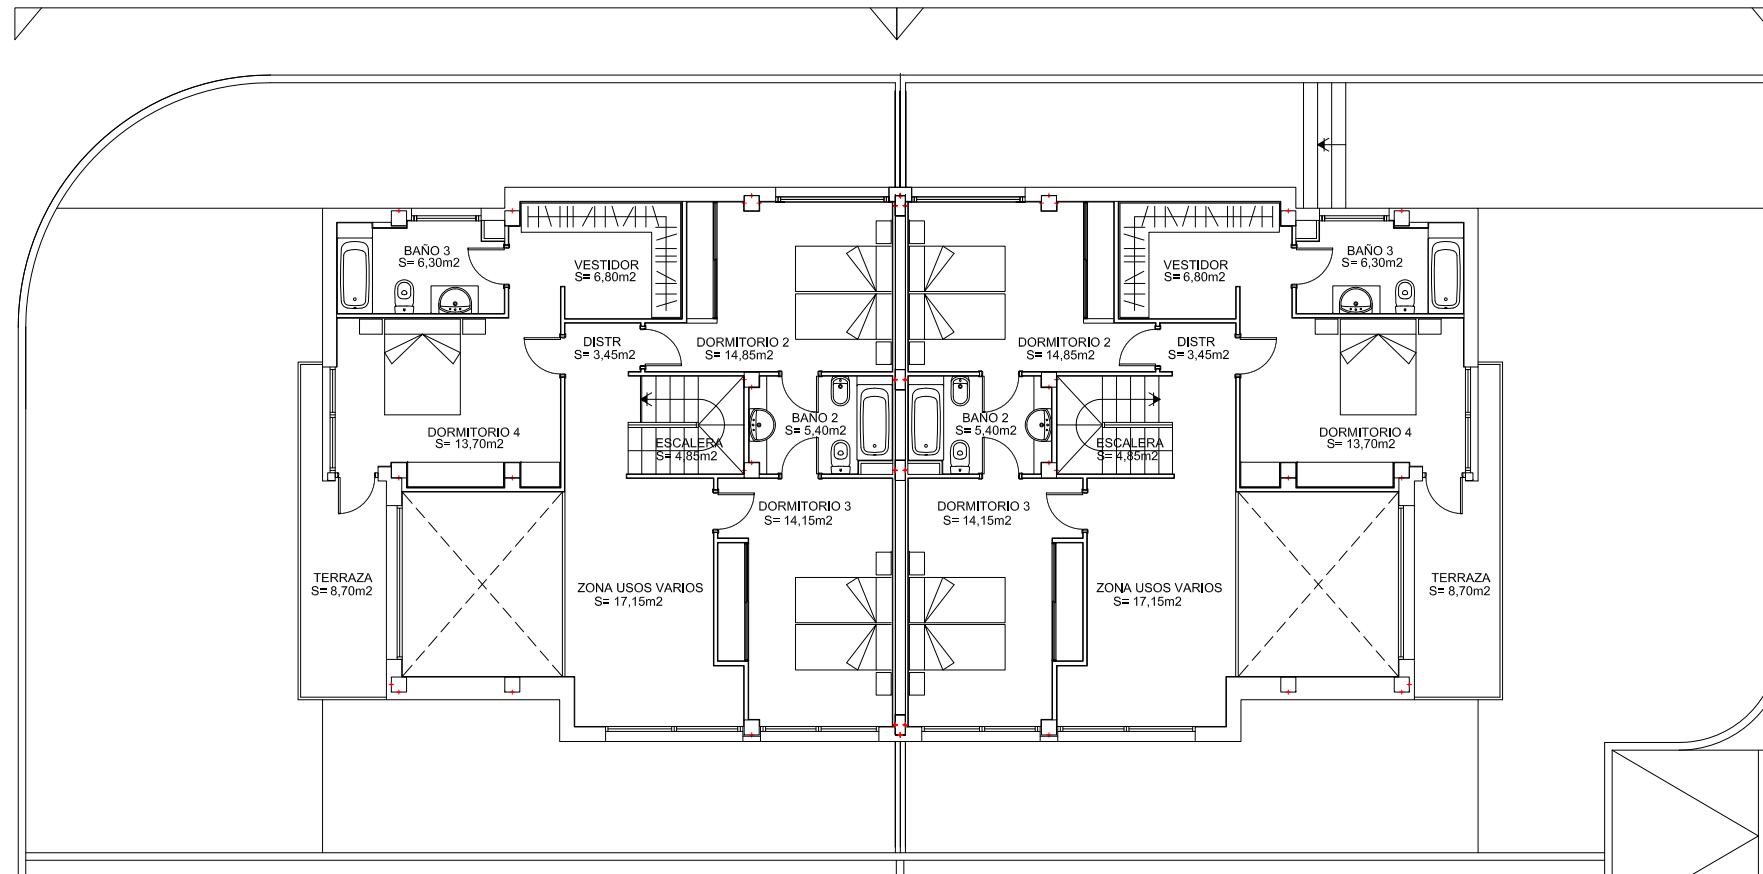 BAÑO 3
S= 6,30m2
VESTIDOR
S= 6,80m2
DISTR
S= 3,45m2
DORMITORIO 2
S= 14,85m2
DORMITORIO 4
S= 13,70m2
ESCALERA
S= 4,85m2
BAÑO 2
S= 5,40m2
DORMITORIO 3
S= 14,15m2
TERRAZA
S= 8,70m2
ZONA USOS VARIOS
S= 17,15m2
VESTIDOR
S= 6,80m2
BAÑO 3
S= 6,30m2
DORMITORIO 2
S= 14,85m2
DISTR
S= 3,45m2
BAÑO 2
S= 5,40m2
ESCALERA
S= 4,85m2
DORMITORIO 4
S= 13,70m2
DORMITORIO 3
S= 14,15m2
ZONA USOS VARIOS
S= 17,15m2
TERRAZA
S= 8,70m2